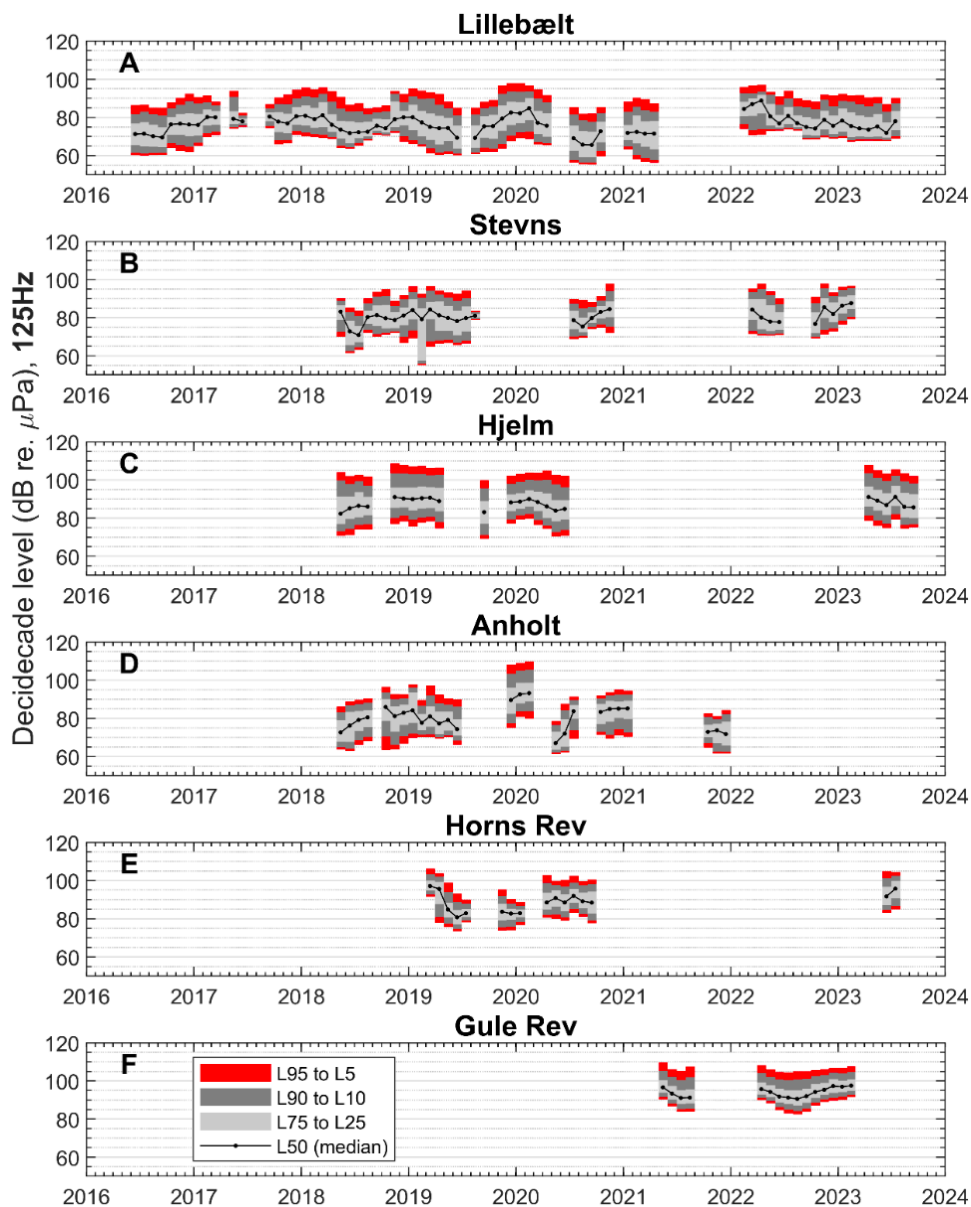 Lillebælt
A
120
100
80
60
2016 2017 2018 2019 2020 2021 2022 2023 2024
Stevns
B
120
100
80
60
2016 2017 2018 2019 2020 2021 2022 2023 2024
Hjelm
C
120
100
80
60
2016 2017 2018 2019 2020 2021 2022 2023 2024
Decidecade level (dB re. μPa), 125Hz
Anholt
D
120
100
80
60
2016 2017 2018 2019 2020 2021 2022 2023 2024
Horns Rev
E
120
100
80
60
2016 2017 2018 2019 2020 2021 2022 2023 2024
Gule Rev
F
120
100
80
60
L95 to L5
L90 to L10
L75 to L25
L50 (median)
2016 2017 2018 2019 2020 2021 2022 2023 2024